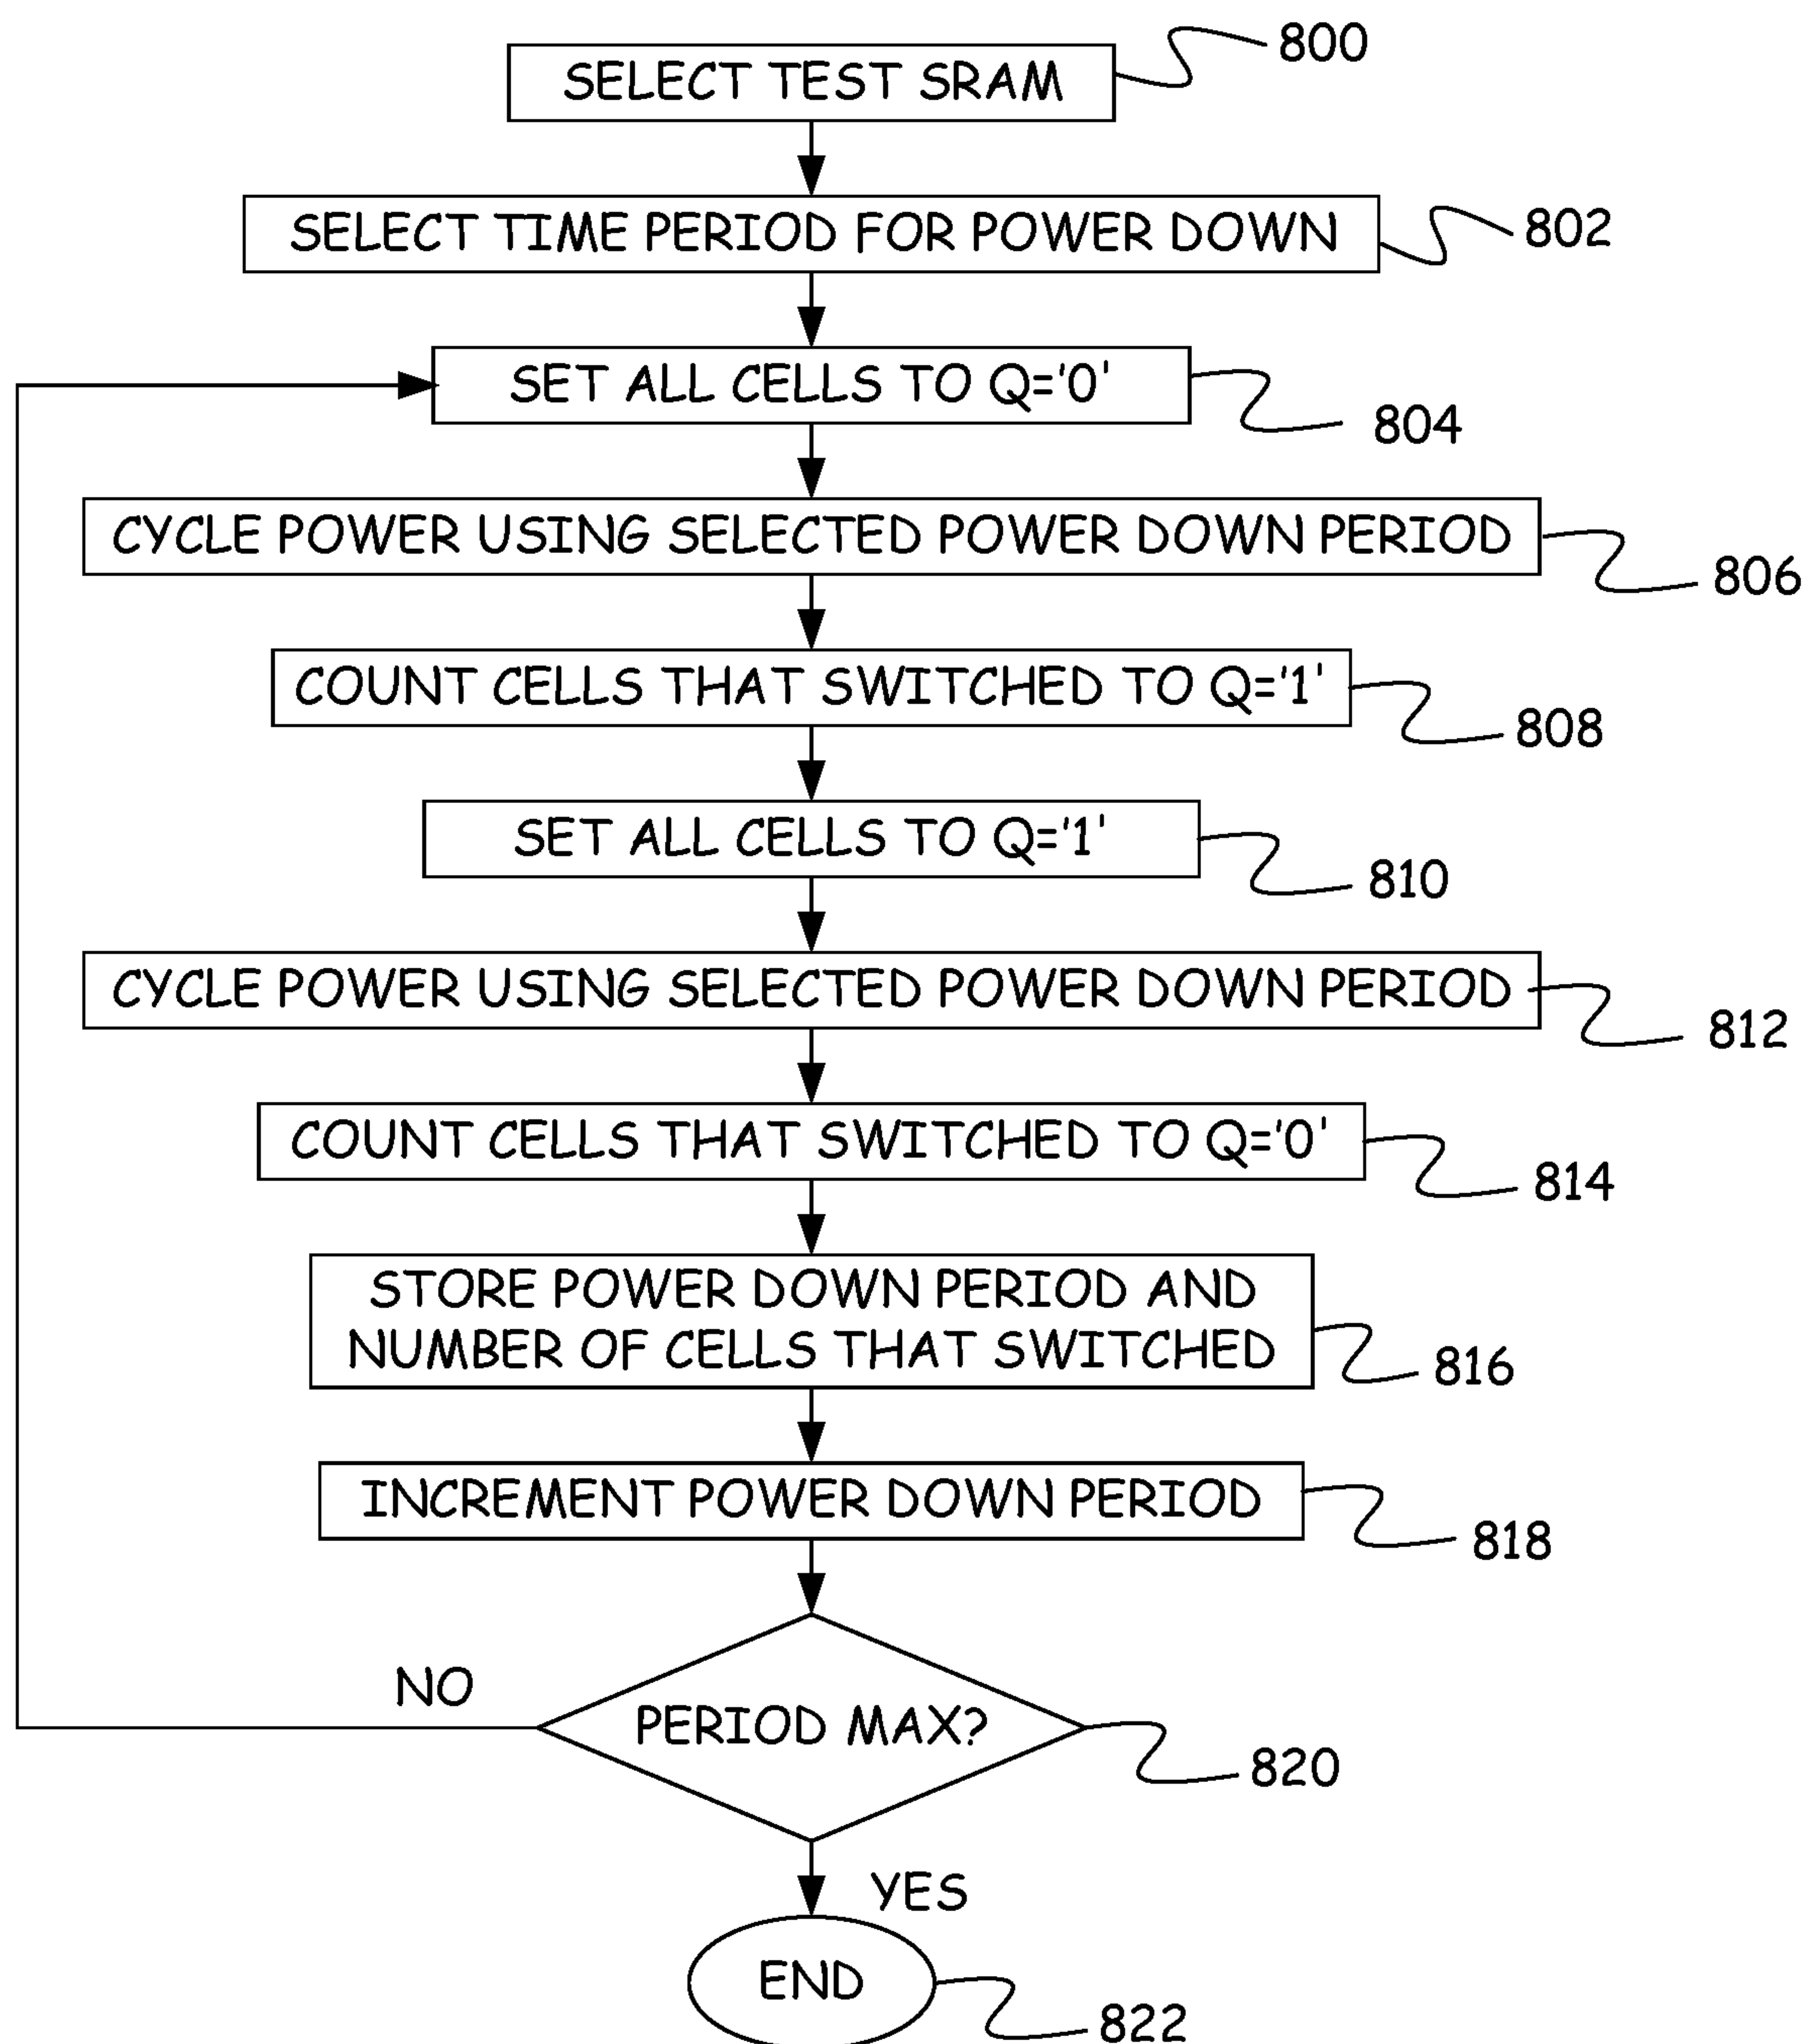 SELECT TEST SRAM
800
SELECT TIME PERIOD FOR POWER DOWN
802
SET ALL CELLS TO Q='0'
804
CYCLE POWER USING SELECTED POWER DOWN PERIOD
806
COUNT CELLS THAT SWITCHED TO Q='1'
808
SET ALL CELLS TO Q='1'
810
CYCLE POWER USING SELECTED POWER DOWN PERIOD
812
COUNT CELLS THAT SWITCHED TO Q='0'
814
STORE POWER DOWN PERIOD AND
NUMBER OF CELLS THAT SWITCHED
816
INCREMENT POWER DOWN PERIOD
818
NO
PERIOD MAX?
820
YES
END
822